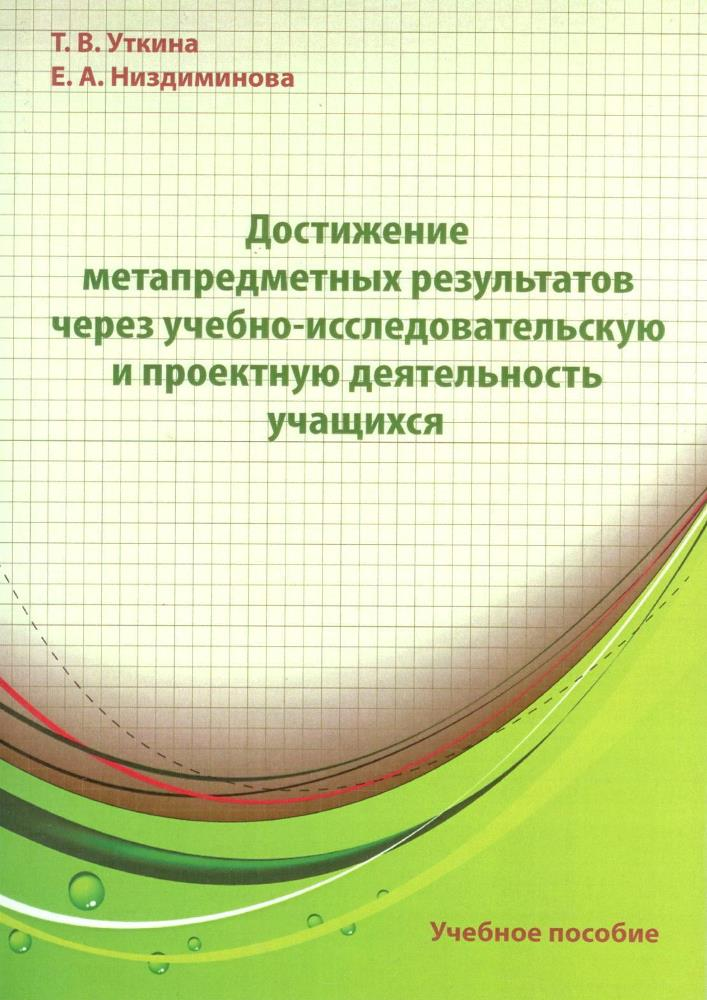 Т. В. Уткина
Е. А. Низдиминова
Достижение
метапредметных результатов
через учебно-исследовательскую
и проектную деятельность
учащихся
Учебное пособие